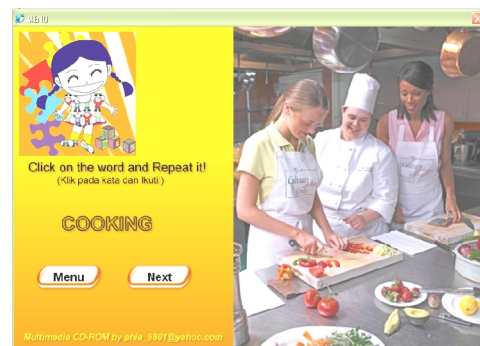 MENU
Click on the word and Repeat it!
(Klik pada kata dan Ikuti!)
COOKING
Menu
Next
Multimedia CD-ROM by phia_9801@yahoo.com